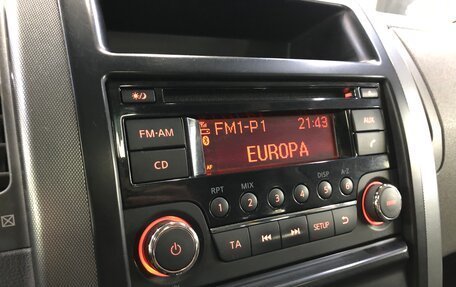 FM1-P1 21:43
EUROPA
AF
FM·AM
AUX
CD
RPT MIX DISP A-Z
1 2 3 4 5 6
TA SETUP